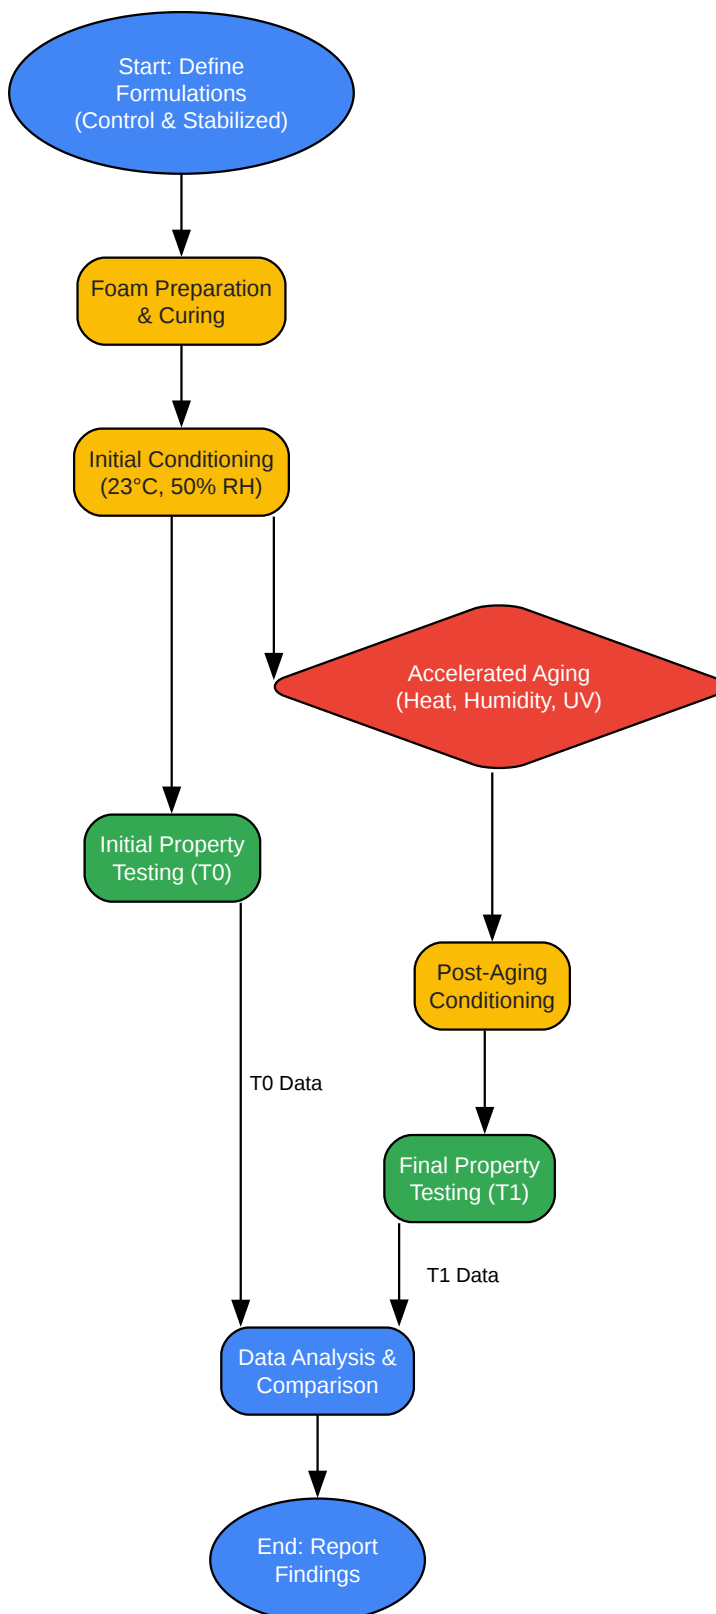 Start: Define
Formulations
(Control & Stabilized)
Foam Preparation
& Curing
Initial Conditioning
(23°C, 50% RH)
Accelerated Aging
(Heat, Humidity, UV)
Initial Property
Testing (T0)
Post-Aging
Conditioning
T0 Data
Final Property
Testing (T1)
T1 Data
Data Analysis &
Comparison
End: Report
Findings